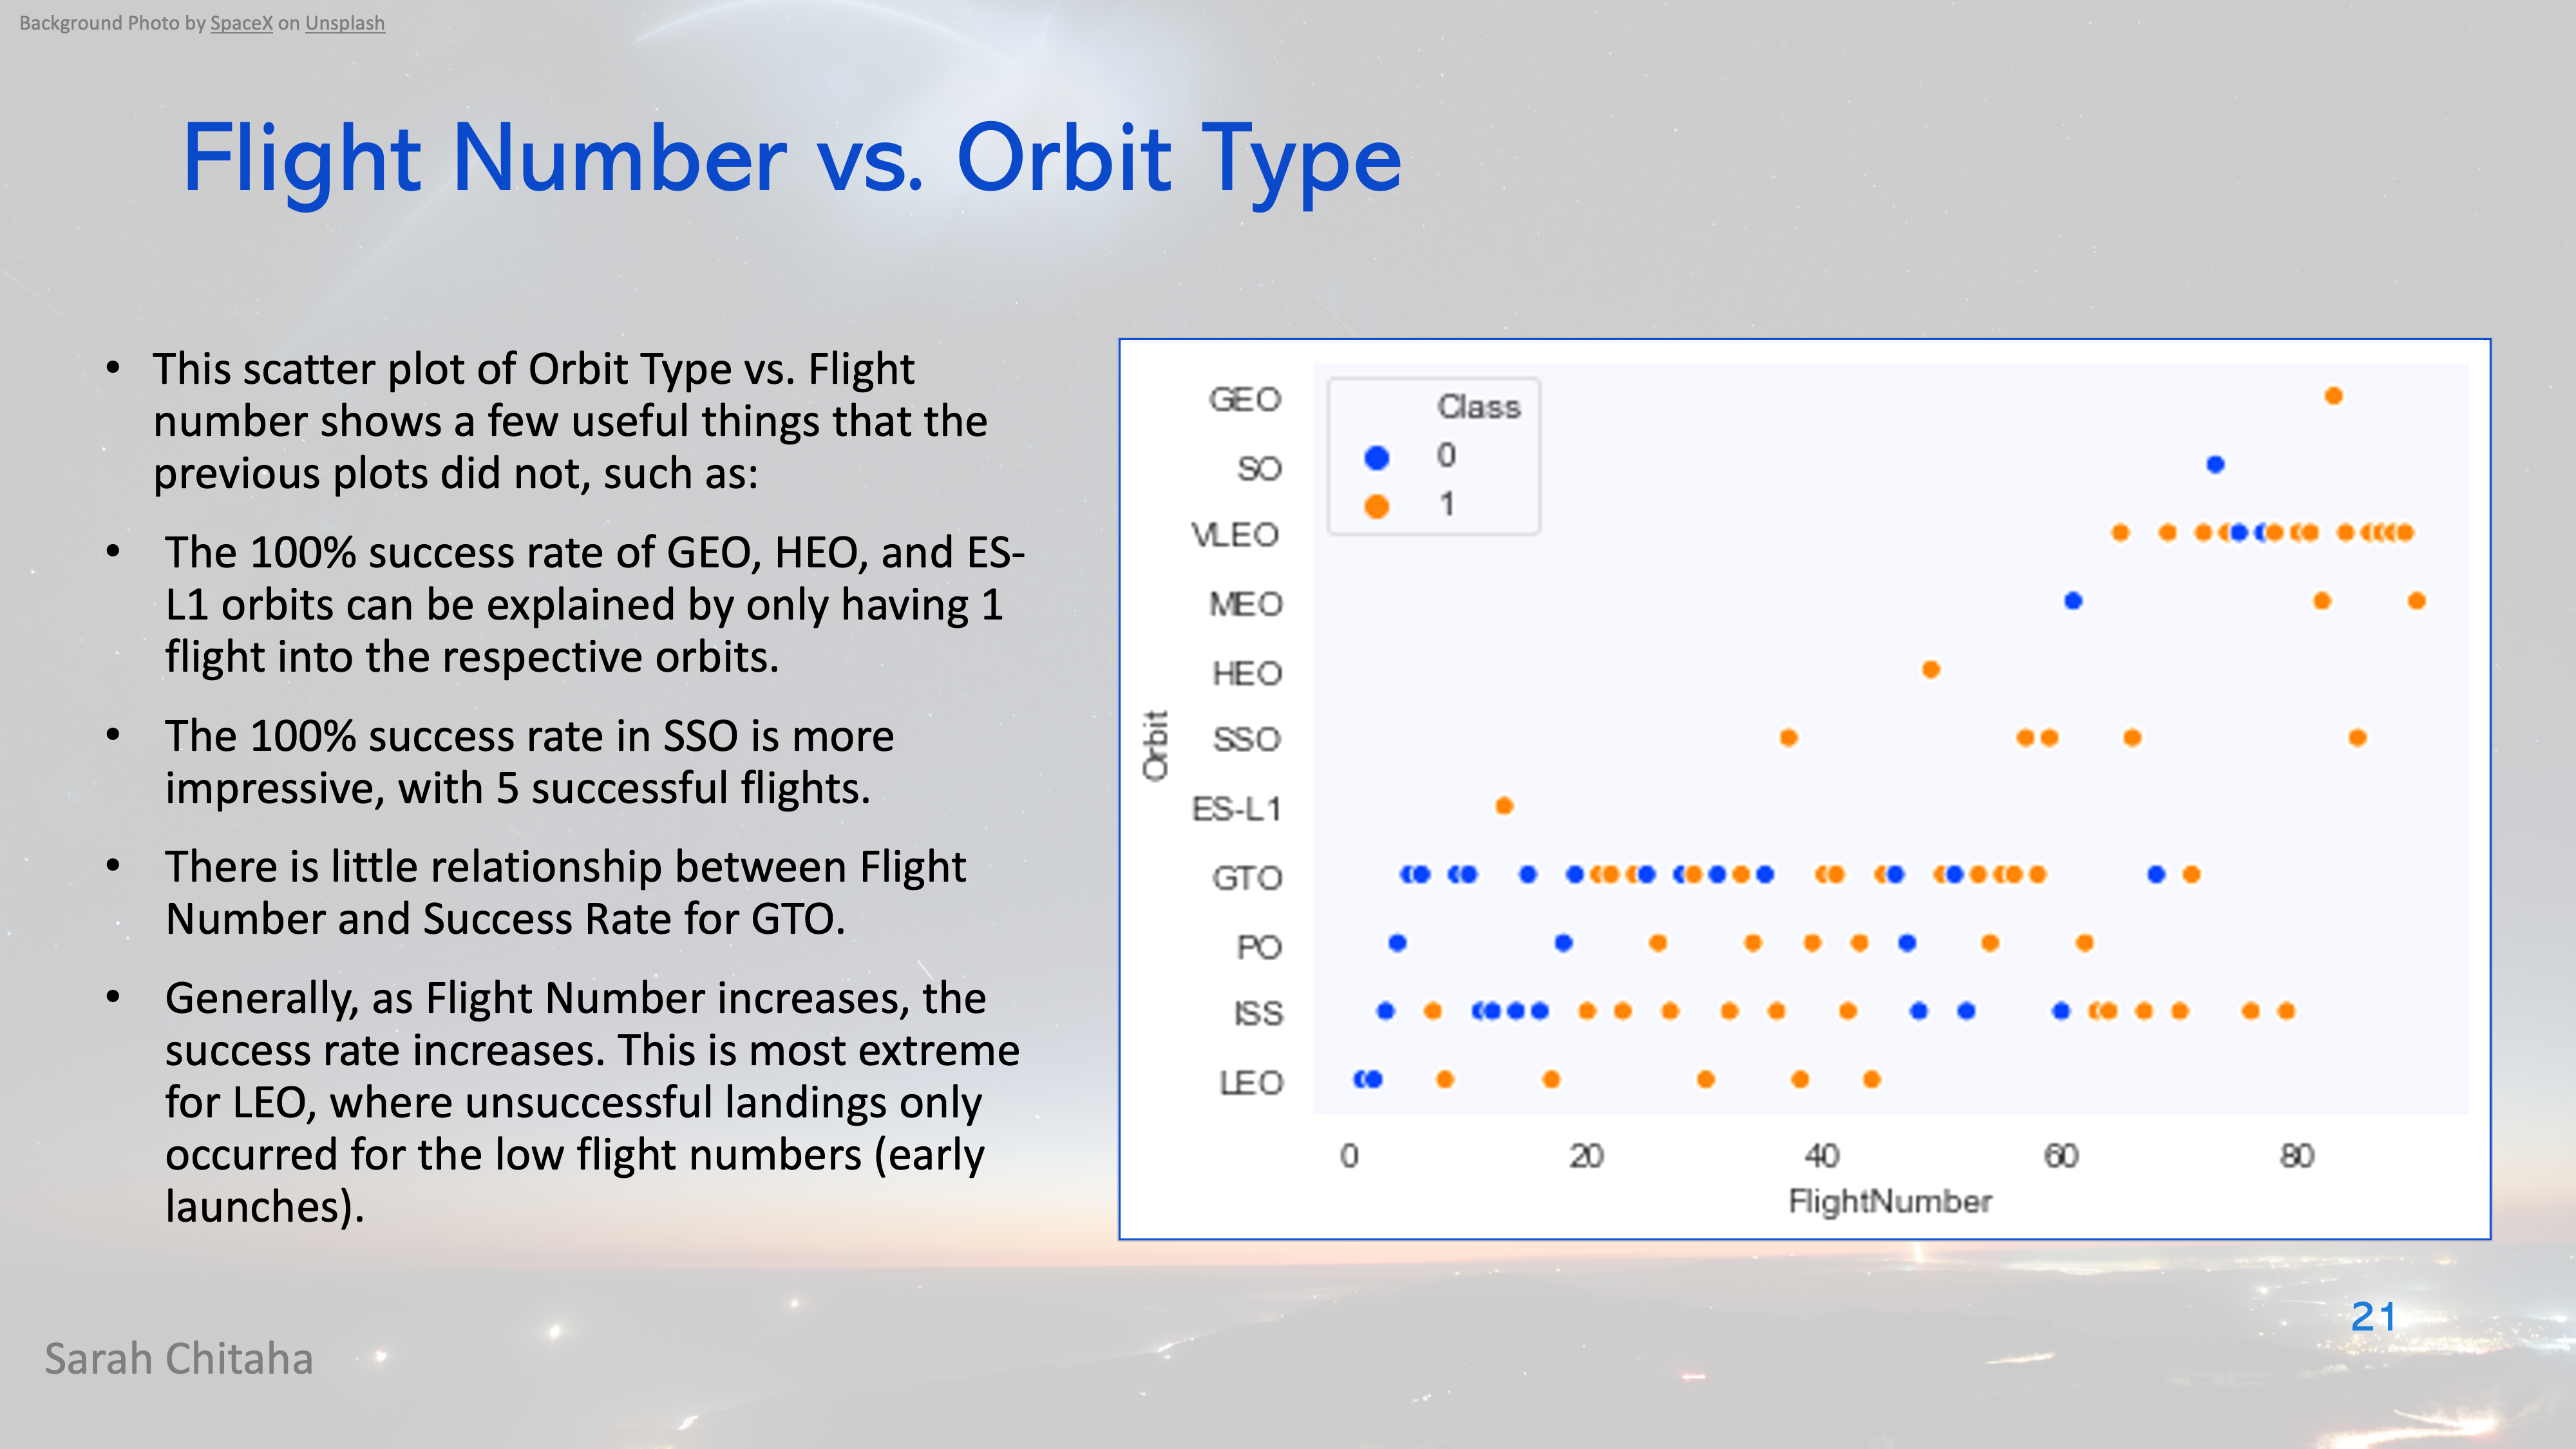 Background Photo by SpaceX on Unsplash
Flight Number vs. Orbit Type
• This scatter plot of Orbit Type vs. Flight
number shows a few useful things that the
previous plots did not, such as:
• The 100% success rate of GEO, HEO, and ES-
L1 orbits can be explained by only having 1
flight into the respective orbits.
• The 100% success rate in SSO is more
impressive, with 5 successful flights.
• There is little relationship between Flight
Number and Success Rate for GTO.
• Generally, as Flight Number increases, the
success rate increases. This is most extreme
for LEO, where unsuccessful landings only
occurred for the low flight numbers (early
launches).
Class
0
1
Orbit
GEO
SO
VLEO
MEO
HEO
SSO
ES-L1
GTO
PO
ISS
LEO
0 20 40 60 80
FlightNumber
21
Sarah Chitaha